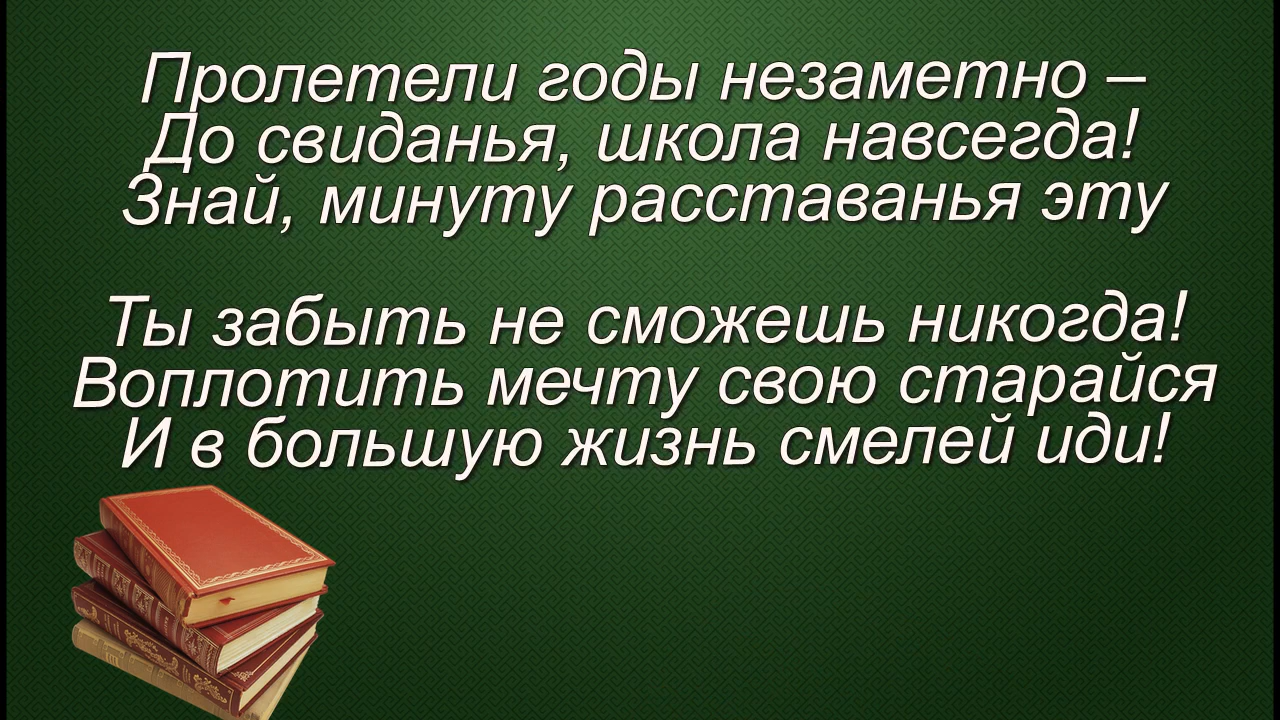 Пролетели годы незаметно –
До свиданья, школа навсегда!
Знай, минуту расставанья эту
Ты забыть не сможешь никогда!
Воплотить мечту свою старайся
И в большую жизнь смелей иди!